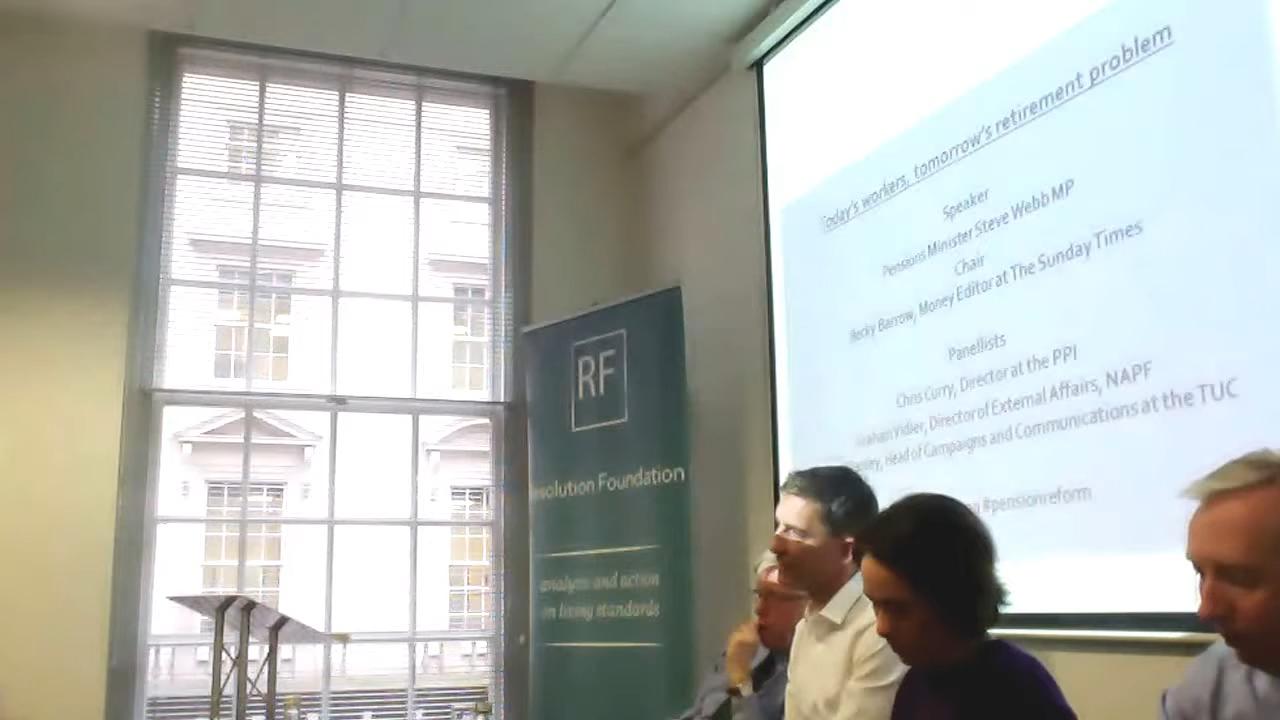 Today's workers, tomorrow's retirement problem
Speaker
Pensions Minister Steve Webb MP
Chair
Becky Barrow, Money Editor at The Sunday Times
Panellists
Chris Curry, Director at the PPI
Graham Vidler, Director of External Affairs, NAPF
Head of Campaigns and Communications at the TUC
#pensionreform
RF
esolution Foundation
analysis and action
on living standards